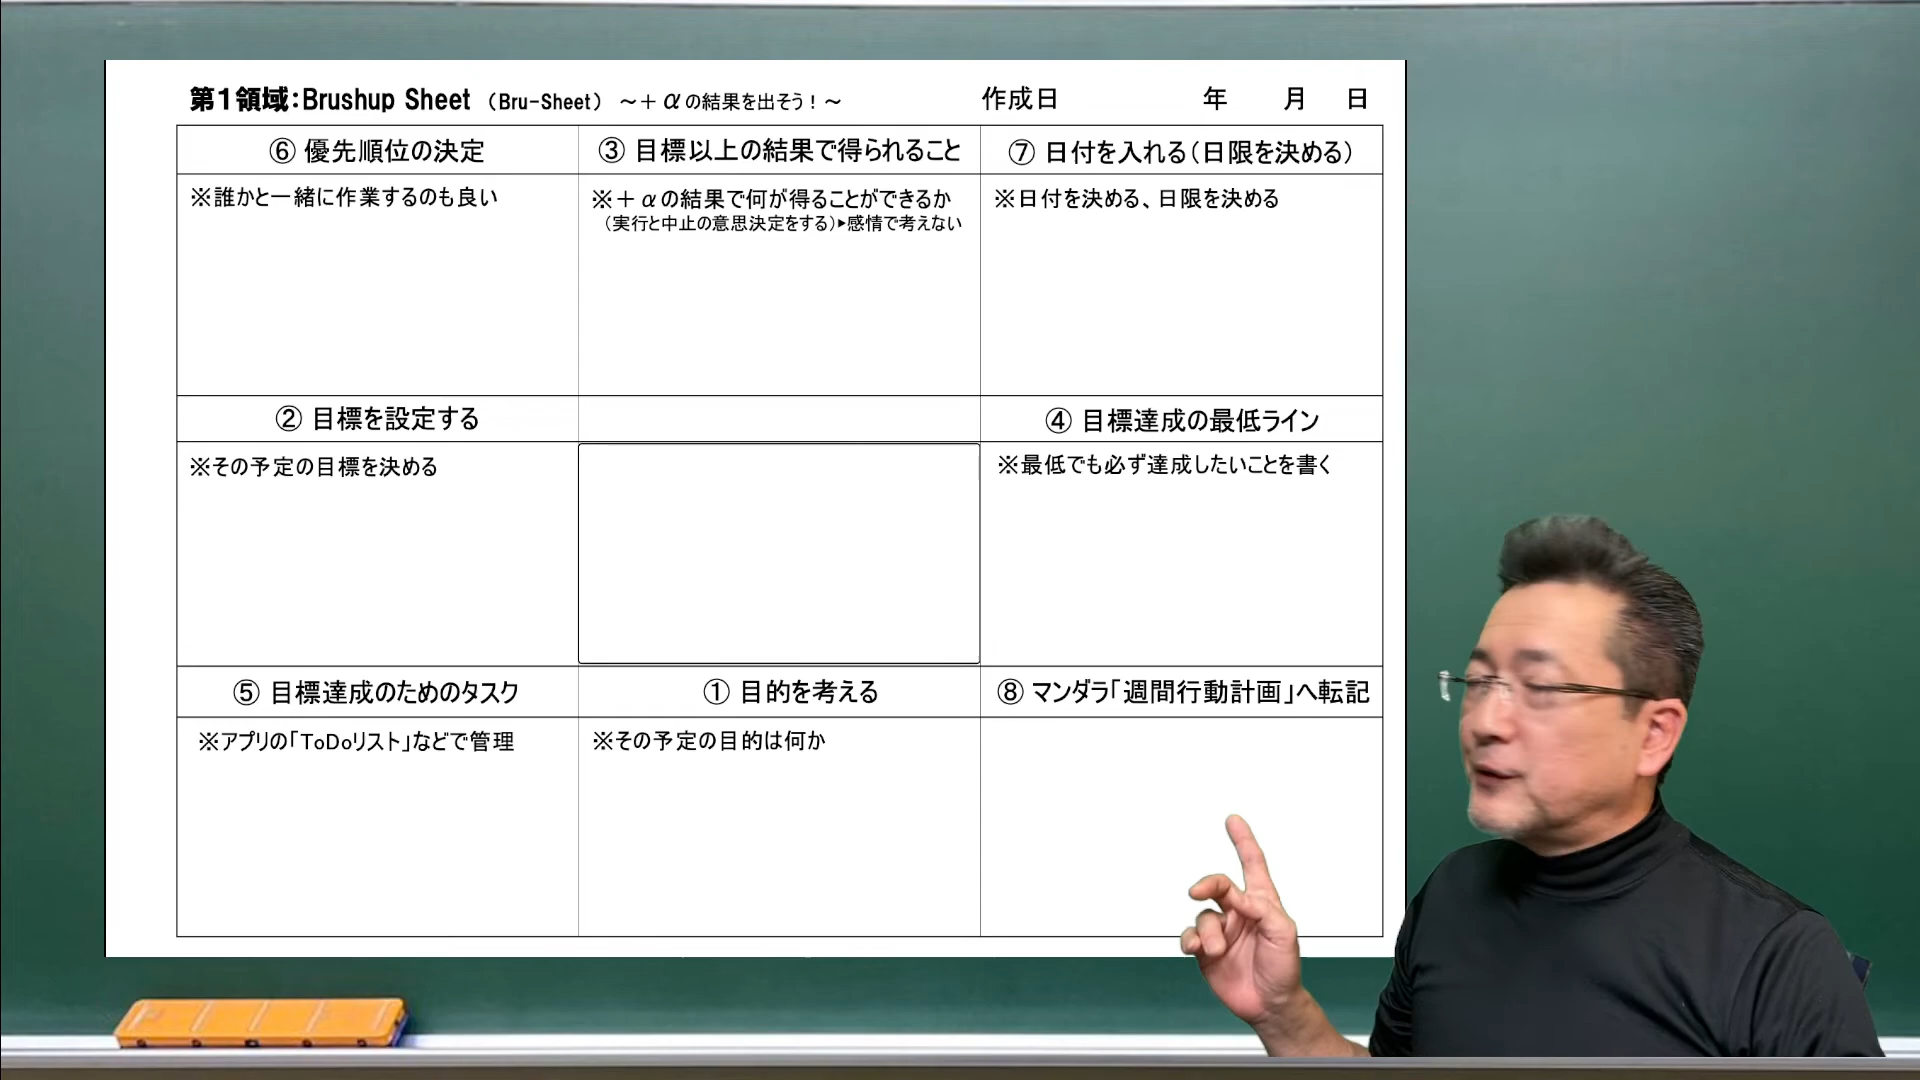 第1領域：Brushup Sheet （Bru-Sheet） ～＋αの結果を出そう！～ 作成日 年 月 日
⑥ 優先順位の決定
※誰かと一緒に作業するのも良い
③ 目標以上の結果で得られること
※＋αの結果で何が得ることができるか
（実行と中止の意思決定をする）▶感情で考えない
⑦ 日付を入れる（日限を決める）
※日付を決める、日限を決める
② 目標を設定する
※その予定の目標を決める
④ 目標達成の最低ライン
※最低でも必ず達成したいことを書く
⑤ 目標達成のためのタスク
※アプリの「ToDoリスト」などで管理
① 目的を考える
※その予定の目的は何か
⑧ マンダラ「週間行動計画」へ転記